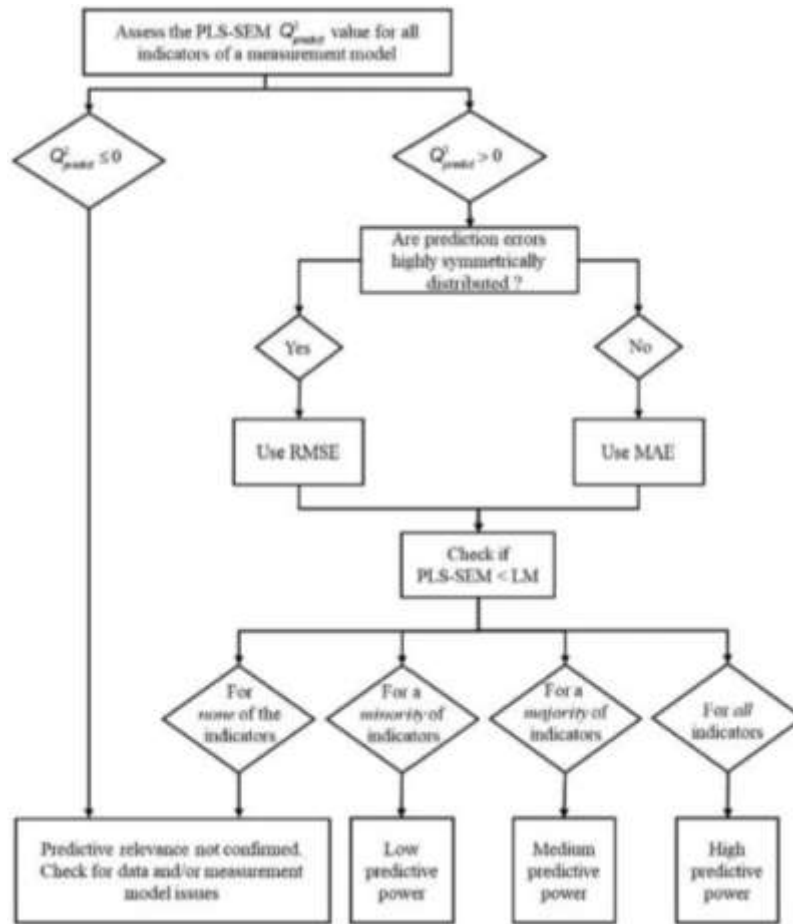 Assess the PLS-SEM Q²predict value for all
indicators of a measurement model
Q²predict ≤ 0
Q²predict > 0
Are prediction errors
highly symmetrically
distributed ?
Yes
No
Use RMSE
Use MAE
Check if
PLS-SEM < LM
For
none of the
indicators
For a
minority of
indicators
For a
majority of
indicators
For all
indicators
Predictive relevance not confirmed.
Check for data and/or measurement
model issues
Low
predictive
power
Medium
predictive
power
High
predictive
power